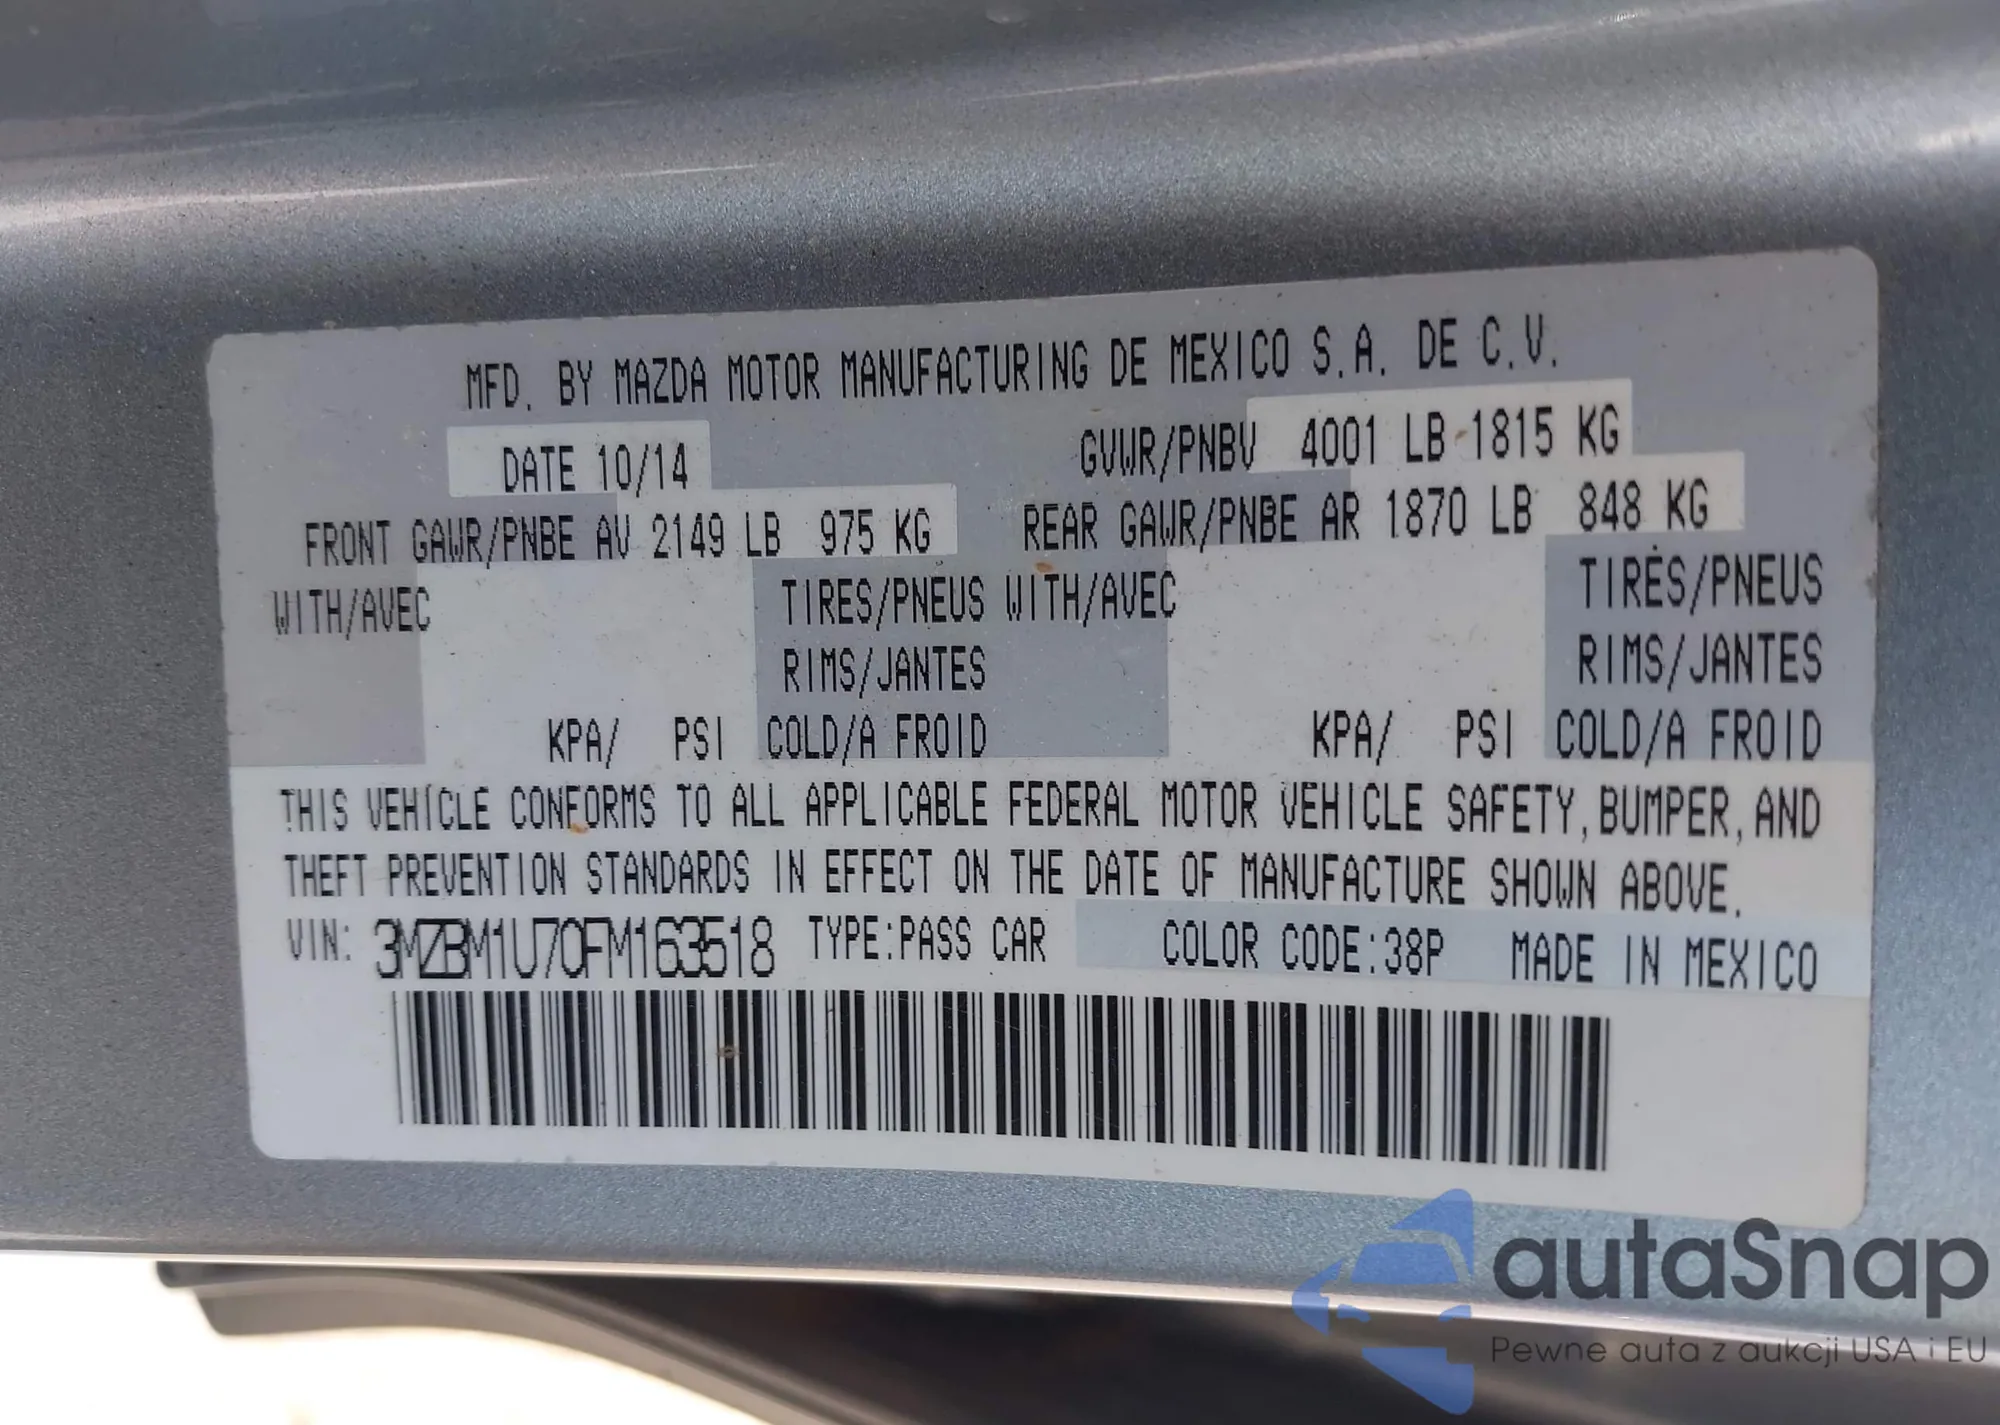 MFD. BY MAZDA MOTOR MANUFACTURING DE MEXICO S.A. DE C.V.
DATE 10/14 GVWR/PNBV 4001 LB 1815 KG
FRONT GAWR/PNBE AV 2149 LB 975 KG REAR GAWR/PNBE AR 1870 LB 848 KG
WITH/AVEC TIRES/PNEUS WITH/AVEC TIRES/PNEUS
RIMS/JANTES RIMS/JANTES
KPA/ PSI COLD/A FROID KPA/ PSI COLD/A FROID
THIS VEHICLE CONFORMS TO ALL APPLICABLE FEDERAL MOTOR VEHICLE SAFETY, BUMPER, AND
THEFT PREVENTION STANDARDS IN EFFECT ON THE DATE OF MANUFACTURE SHOWN ABOVE.
VIN: 3MZBM1U70FM163518 TYPE:PASS CAR COLOR CODE:38P MADE IN MEXICO
autaSnap
Pewne auta z aukcji USA i EU